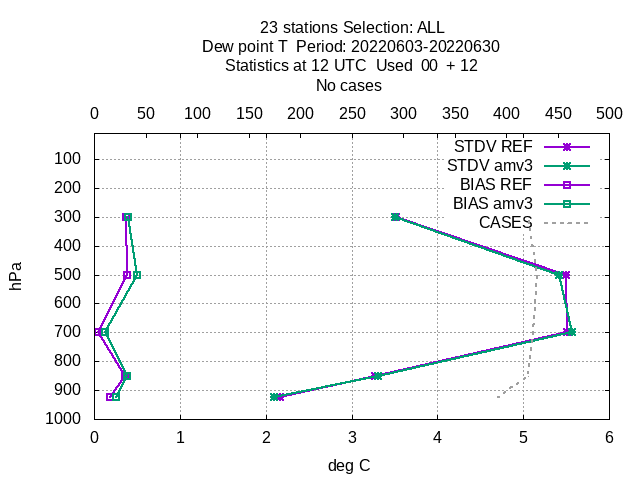 23 stations Selection: ALL
Dew point T  Period: 20220603-20220630
Statistics at 12 UTC  Used  00  + 12
No cases
0 50 100 150 200 250 300 350 400 450 500
STDV REF
STDV amv3
BIAS REF
BIAS amv3
CASES
100
200
300
400
500
600
700
800
900
1000
hPa
0 1 2 3 4 5 6
deg C